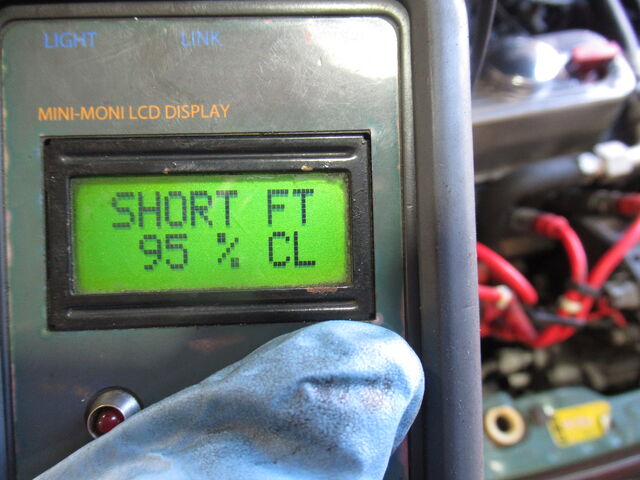 LIGHT LINK
MINI-MONI LCD DISPLAY
SHORT FT
95 % CL